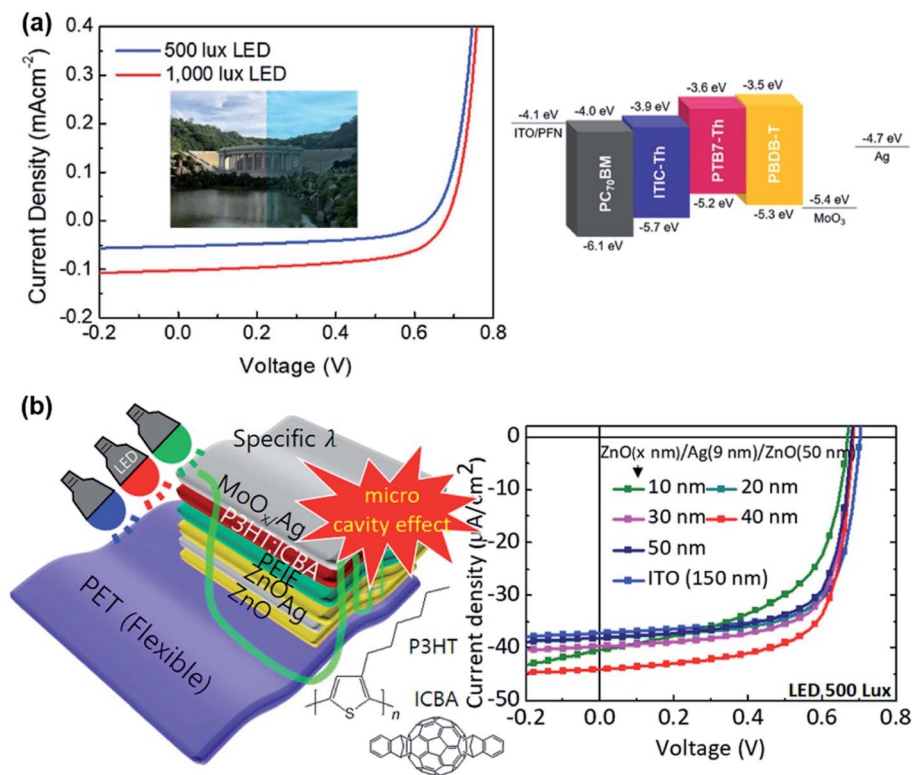 (a)
0.4
0.3
0.2
0.1
0.0
-0.1
-0.2
Current Density (mAcm⁻²)
500 lux LED
1,000 lux LED
-0.2 0.0 0.2 0.4 0.6 0.8 1.0
Voltage (V)
-4.1 eV
ITO/PFN
-4.0 eV
PC₇₀BM
-6.1 eV
-3.9 eV
ITIC-Th
-5.7 eV
-3.6 eV
PTB7-Th
-5.2 eV
-3.5 eV
PBDB-T
-5.3 eV
-5.4 eV
MoO₃
-4.7 eV
Ag
(b)
LED
Specific λ
MoOₓ/Ag
P3HT:ICBA
PEIE
ZnOAg
ZnO
PET (Flexible)
micro
cavity effect
P3HT
S
n
ICBA
0
-10
-20
-30
-40
-50
Current density (μA/cm²)
ZnO(x nm)/Ag(9 nm)/ZnO(50 nm)
10 nm 20 nm
30 nm 40 nm
50 nm
ITO (150 nm)
LED,500 Lux
-0.2 0.0 0.2 0.4 0.6 0.8
Voltage (V)